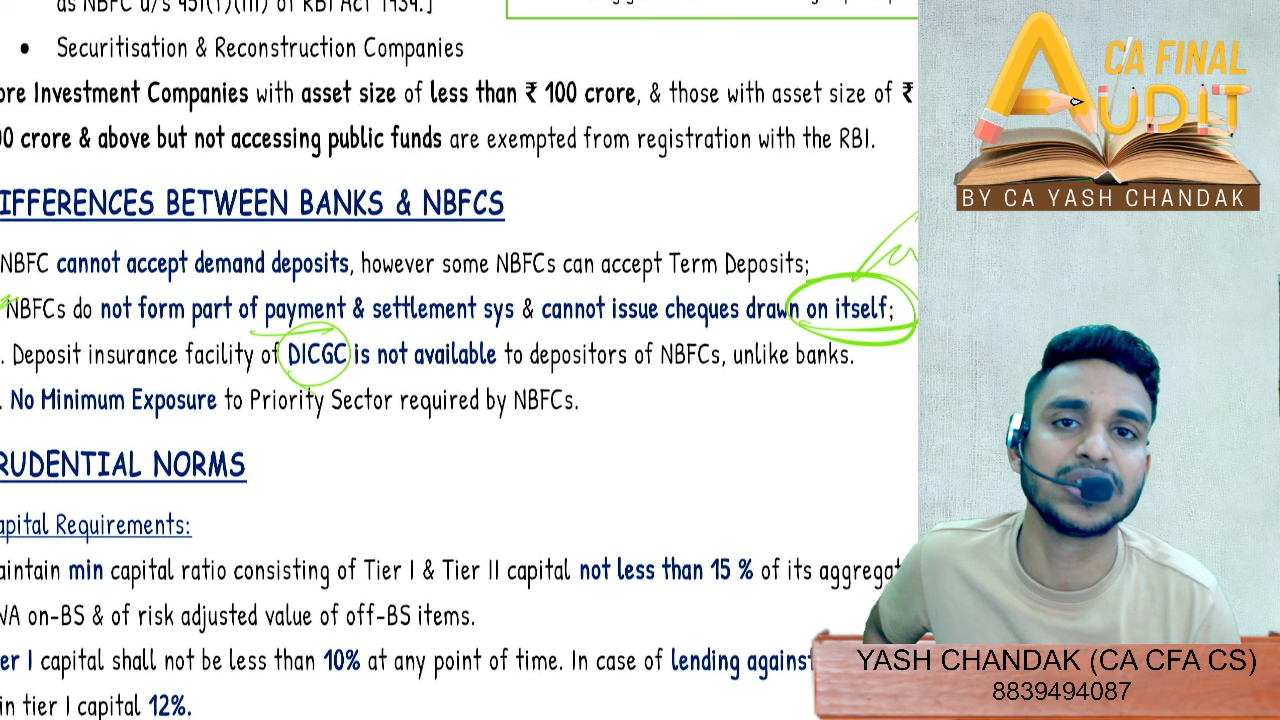 as NBFC u/s 45I(f)(iii) of RBI Act 1934.]
• Securitisation & Reconstruction Companies
ore Investment Companies with asset size of less than ₹ 100 crore, & those with asset size of ₹
00 crore & above but not accessing public funds are exempted from registration with the RBI.
IFFERENCES BETWEEN BANKS & NBFCS
NBFC cannot accept demand deposits, however some NBFCs can accept Term Deposits;
NBFCs do not form part of payment & settlement sys & cannot issue cheques drawn on itself;
. Deposit insurance facility of DICGC is not available to depositors of NBFCs, unlike banks.
. No Minimum Exposure to Priority Sector required by NBFCs.
RUDENTIAL NORMS
apital Requirements:
aintain min capital ratio consisting of Tier I & Tier II capital not less than 15 % of its aggregat
WA on-BS & of risk adjusted value of off-BS items.
er I capital shall not be less than 10% at any point of time. In case of lending against
in tier I capital 12%.
CA FINAL
AUDIT
BY CA YASH CHANDAK
YASH CHANDAK (CA CFA CS)
8839494087